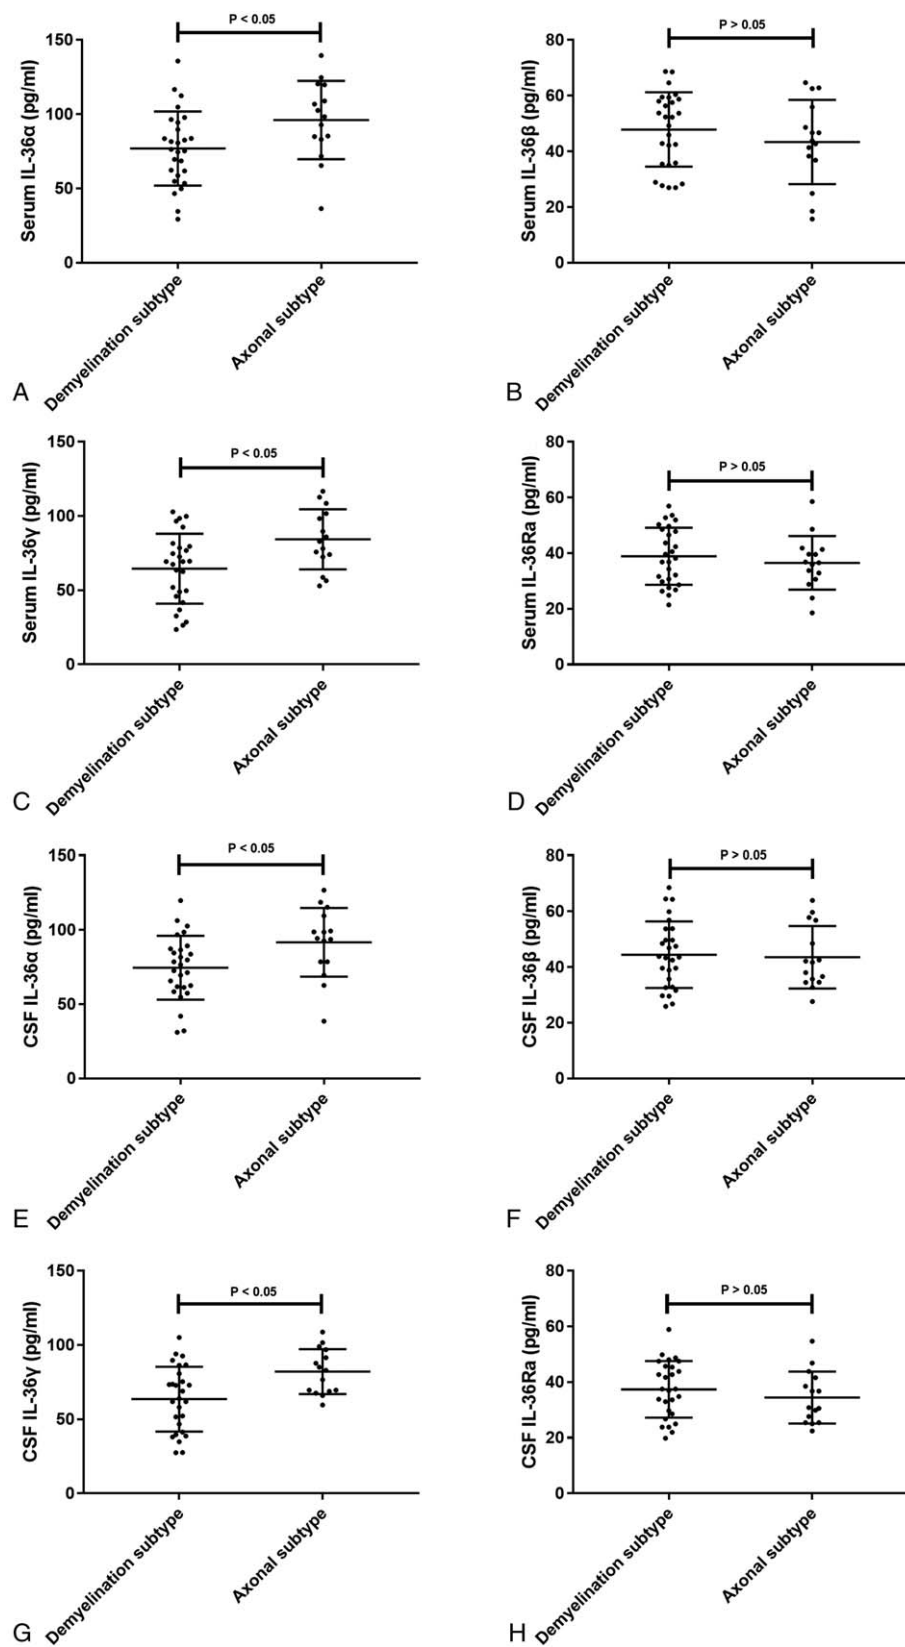 P < 0.05
150
100
50
0
Serum IL-36α (pg/ml)
Demyelination subtype
Axonal subtype
A
P > 0.05
80
60
40
20
0
Serum IL-36β (pg/ml)
Demyelination subtype
Axonal subtype
B
P < 0.05
150
100
50
0
Serum IL-36γ (pg/ml)
Demyelination subtype
Axonal subtype
C
P > 0.05
80
60
40
20
0
Serum IL-36Ra (pg/ml)
Demyelination subtype
Axonal subtype
D
P < 0.05
150
100
50
0
CSF IL-36α (pg/ml)
Demyelination subtype
Axonal subtype
E
P > 0.05
80
60
40
20
0
CSF IL-36β (pg/ml)
Demyelination subtype
Axonal subtype
F
P < 0.05
150
100
50
0
CSF IL-36γ (pg/ml)
Demyelination subtype
Axonal subtype
G
P > 0.05
80
60
40
20
0
CSF IL-36Ra (pg/ml)
Demyelination subtype
Axonal subtype
H